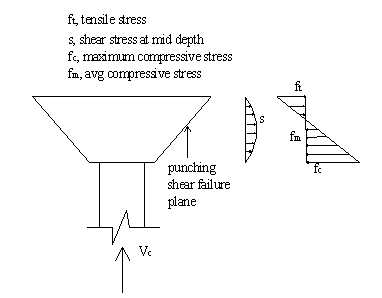 ft, tensile stress
s, shear stress at mid depth
fc, maximum compressive stress
fm, avg compressive stress
ft
s
fm
fc
punching
shear failure
plane
Vc